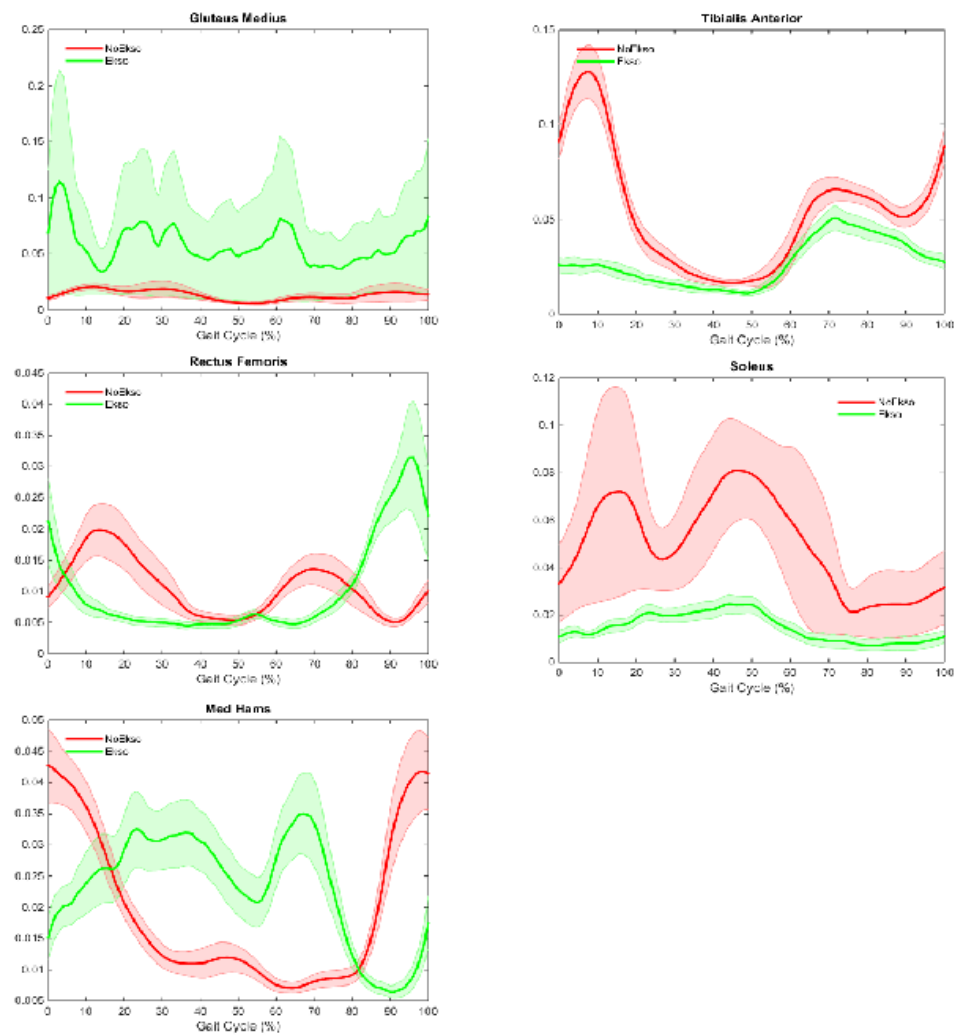 Gluteus Medius
0.25
0.2
0.15
0.1
0.05
0
NoEkso
Ekso
0 10 20 30 40 50 60 70 80 90 100
Gait Cycle (%)
Tibialis Anterior
0.15
0.1
0.05
0
NoEkso
Ekso
0 10 20 30 40 50 60 70 80 90 100
Gait Cycle (%)
Rectus Femoris
0.045
0.04
0.035
0.03
0.025
0.02
0.015
0.01
0.005
0
NoEkso
Ekso
0 10 20 30 40 50 60 70 80 90 100
Gait Cycle (%)
Soleus
0.12
0.1
0.08
0.06
0.04
0.02
0
NoEkso
Ekso
0 10 20 30 40 50 60 70 80 90 100
Gait Cycle (%)
Med Hams
0.05
0.045
0.04
0.035
0.03
0.025
0.02
0.015
0.01
0.005
NoEkso
Ekso
0 10 20 30 40 50 60 70 80 90 100
Gait Cycle (%)